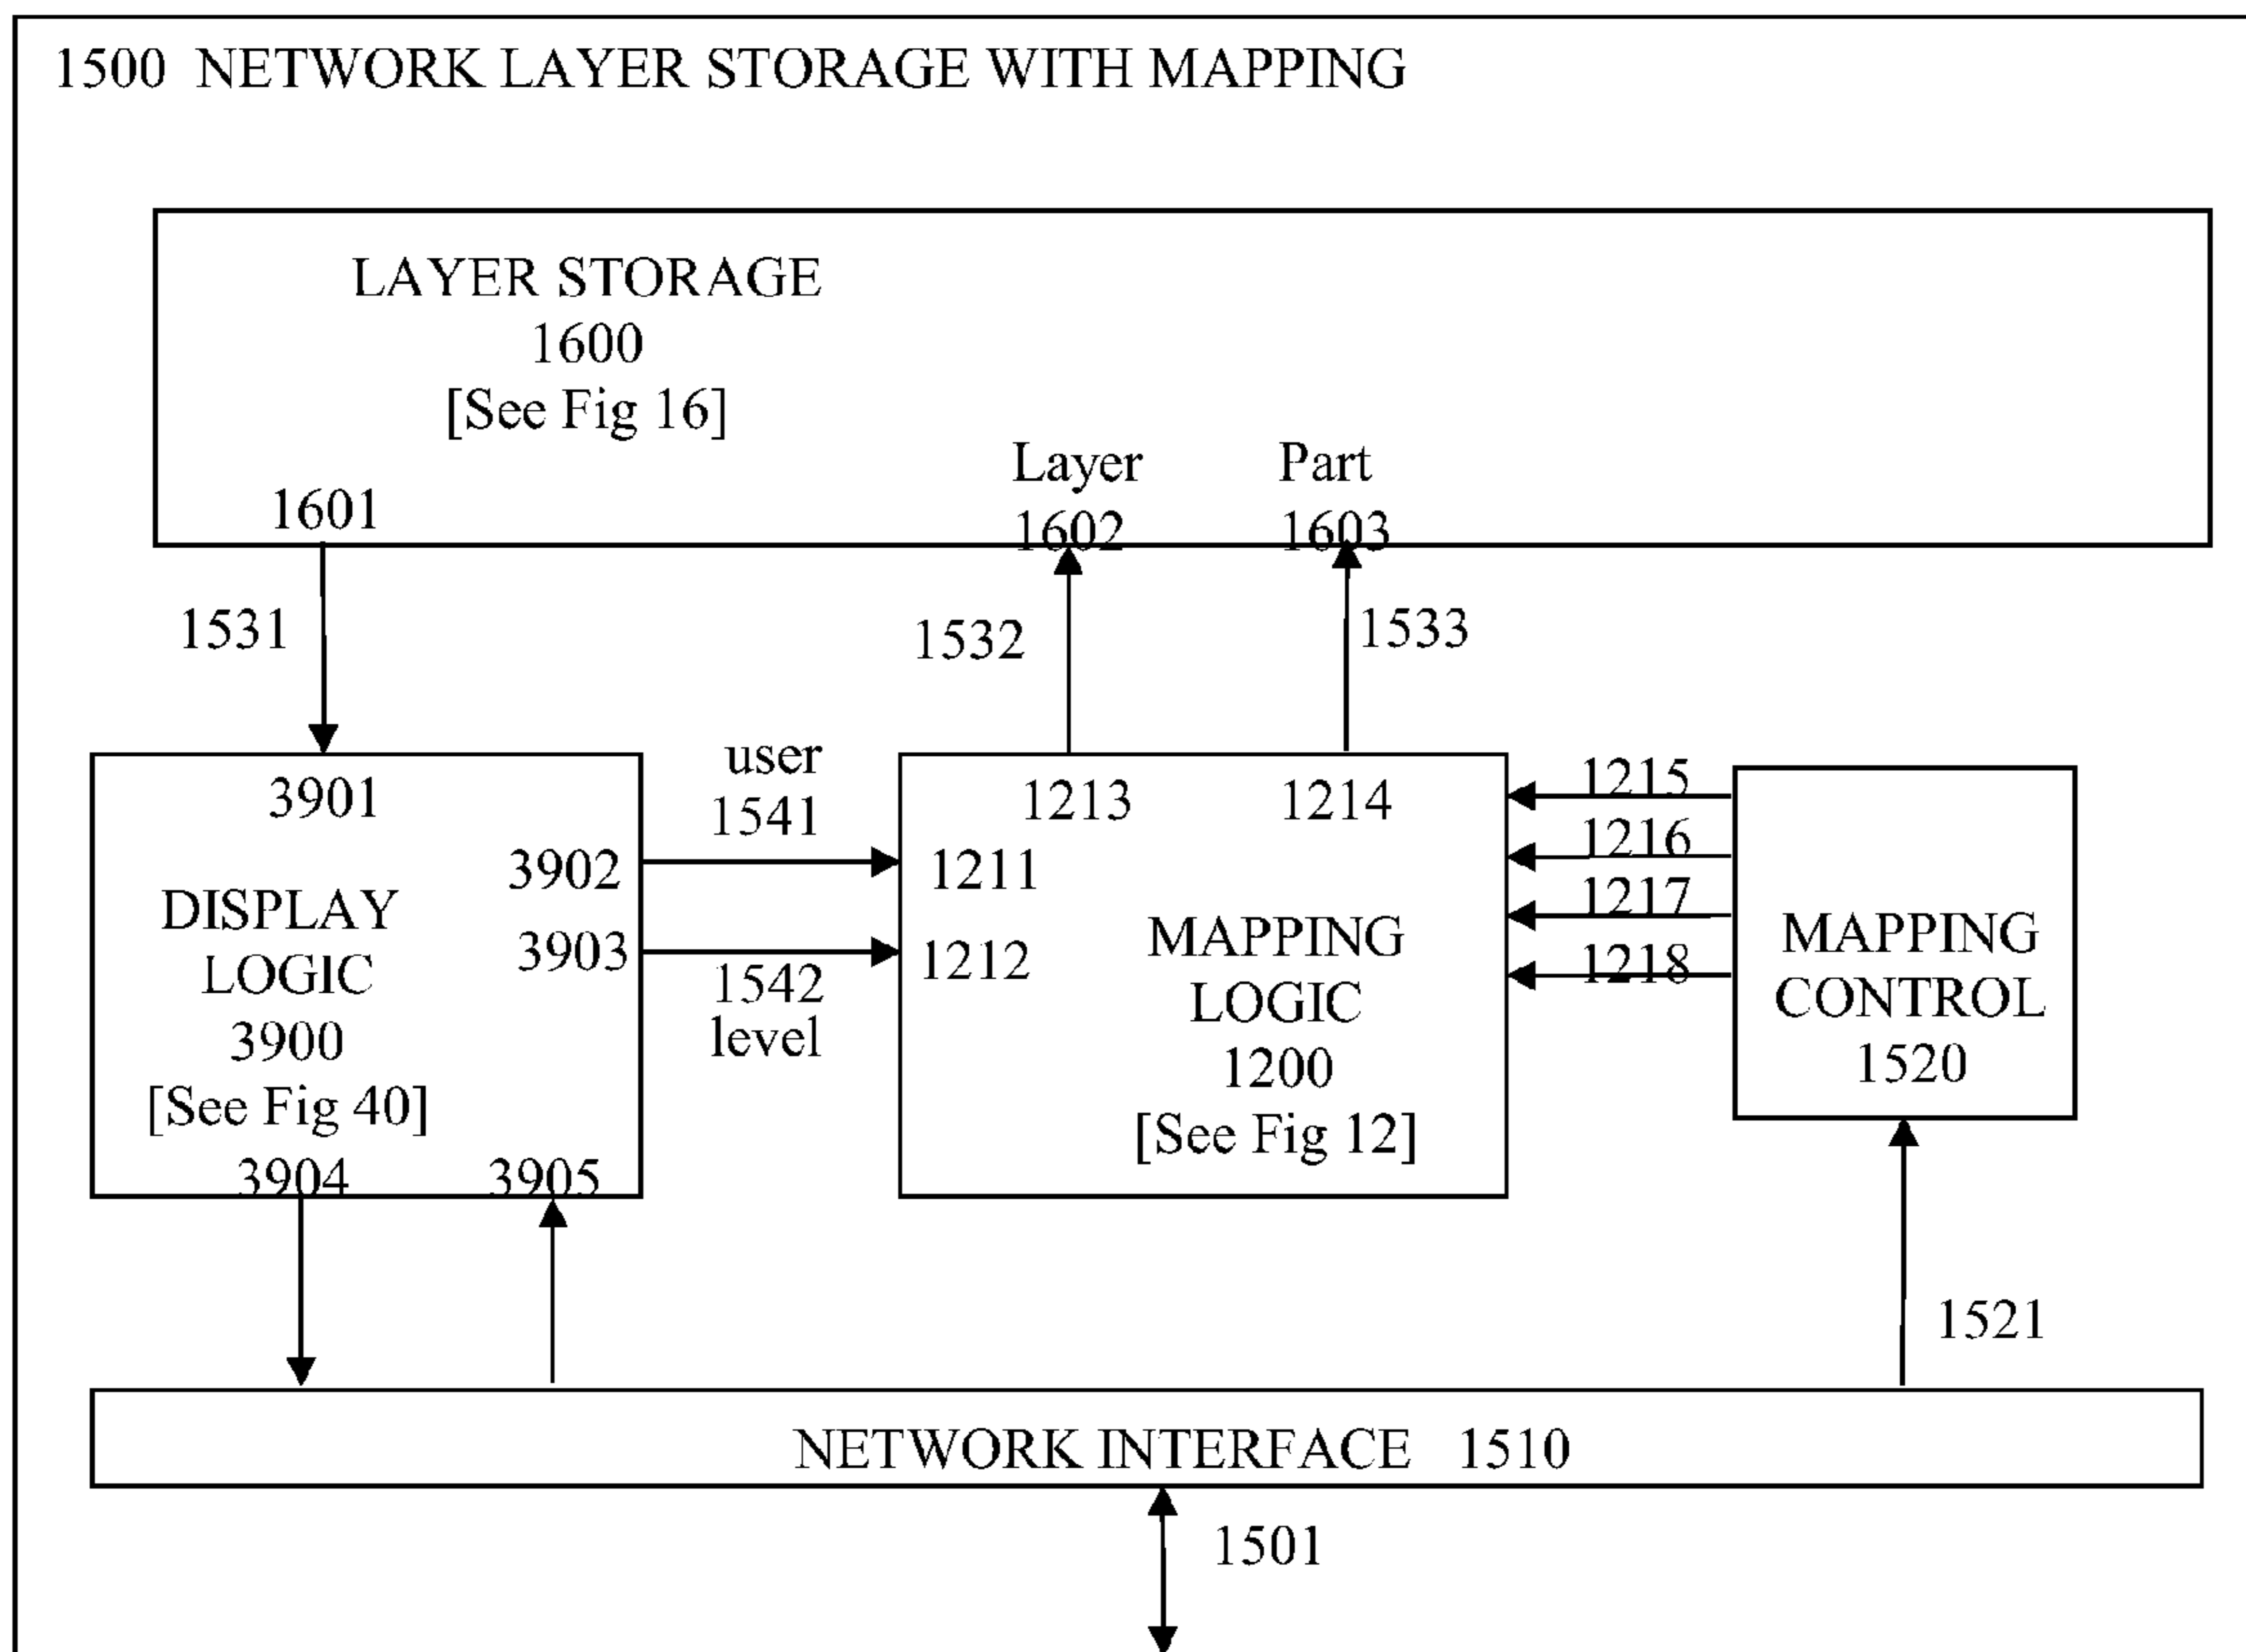 1500 NETWORK LAYER STORAGE WITH MAPPING
LAYER STORAGE
1600
[See Fig 16]
Layer
Part
1601
1602
1603
1531
1532
1533
user
1541
3901
3902
3903
DISPLAY
LOGIC
3900
[See Fig 40]
3904
3905
1542
level
1213
1214
1211
1212
MAPPING
LOGIC
1200
[See Fig 12]
1215
1216
1217
1218
MAPPING
CONTROL
1520
1521
NETWORK INTERFACE 1510
1501